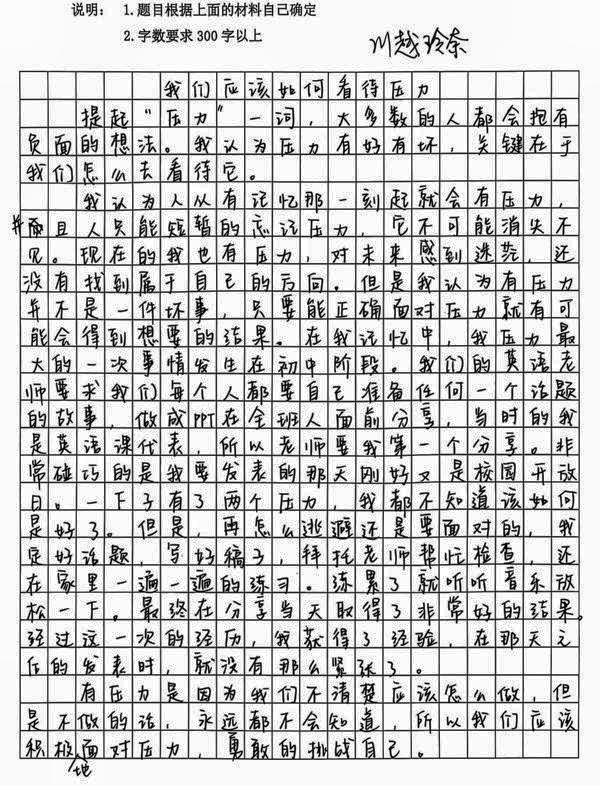 说明： 1.题目根据上面的材料自己确定
2.字数要求 300 字以上
川越玲奈
我们应该如何看待压力
提起“压力”一词，大多数的人都会抱有
负面的想法。我认为压力有好有坏，关键在于
我们怎么去看待它。
我认为人从有记忆那一刻起就会有压力，
并而且人只能短暂的忘记压力，它不可能消失不
见。现在的我也有压力，对未来感到迷茫，还
没有找到属于自己的方向。但是我认为有压力
并不是一件坏事，只要能正确面对压力就有可
能会得到想要的结果。在我记忆中，我压力最
大的一次事情发生在初中阶段。我们的英语老
师要求我们每个人都要自己准备任何一个话题
的故事，做成PPT在全班人面前分享，当时的我
是英语课代表，所以老师要我第一个分享。非
常碰巧的是我要发表的那天刚好又是校园开放
日。一下子有了两个压力，我都不知道该如何
是好了。但是，再怎么逃避还是要面对的，我
定好话题，写好稿子，拜托老师帮忙检查，还
在家里一遍一遍的练习。练累了就听听音乐放
松一下。最终在分享当天取得了非常好的结果。
经过这一次的经历，我获得了经验，在那天之
后的发表时，就没有那么紧张了。
有压力是因为我们不清楚应该怎么做，但
是不做的话，永远都不会知道，所以我们应该
积极地面对压力，勇敢的挑战自己。